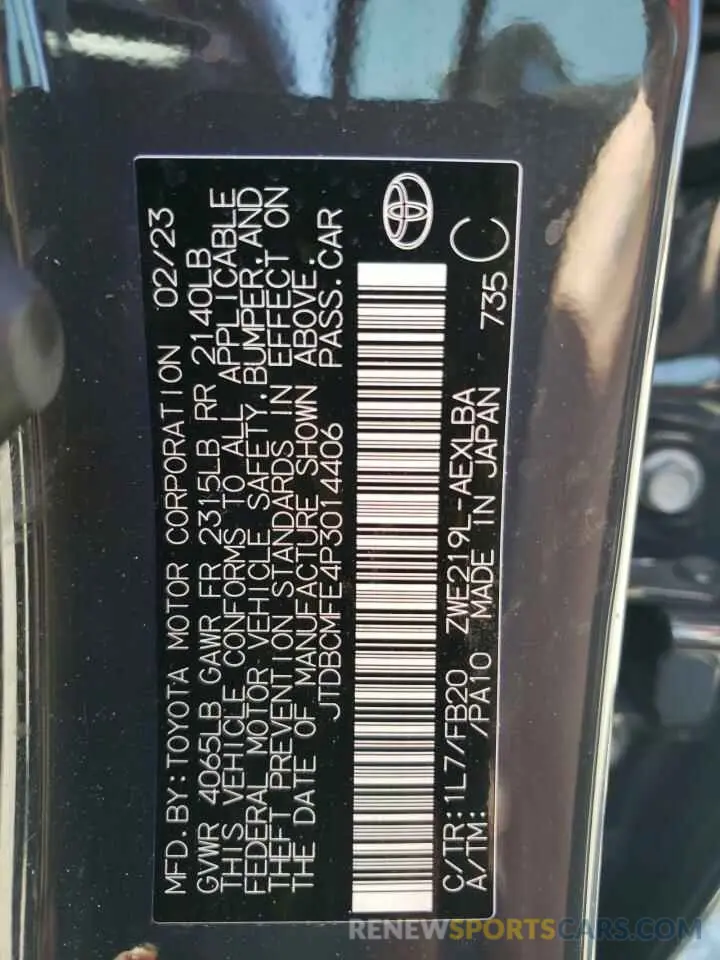 MFD. BY: TOYOTA MOTOR CORPORATION 02/23
GVWR 4065LB GAWR FR 2315LB RR 2140LB
THIS VEHICLE CONFORMS TO ALL APPLICABLE
FEDERAL MOTOR VEHICLE SAFETY, BUMPER, AND
THEFT PREVENTION STANDARDS IN EFFECT ON
THE DATE OF MANUFACTURE SHOWN ABOVE.
JTDBCMFE4P3014406 PASS. CAR
C/TR: 1L7/FB20 ZWE219L-AEXLBA
A/TM: /PA10 MADE IN JAPAN 735 C
RENEWSPORTSCARS.COM